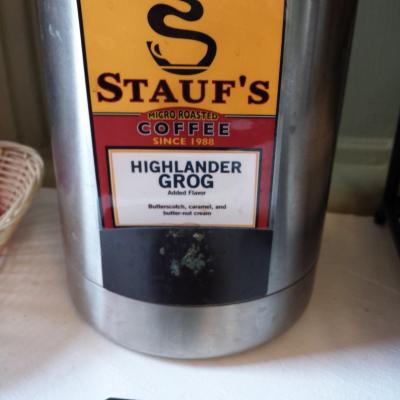 STAUF'S
MICRO ROASTED
COFFEE
SINCE 1988
HIGHLANDER
GROG
Added Flavor
Butterscotch, caramel, and
butter-nut cream